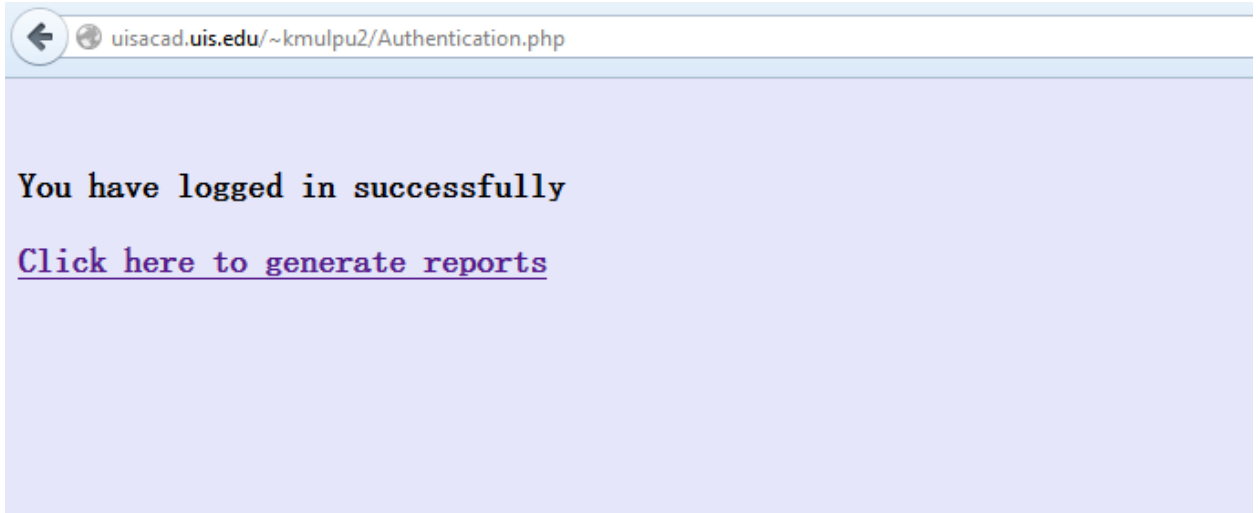 uisacad.uis.edu/~kmulpu2/Authentication.php
You have logged in successfully
Click here to generate reports